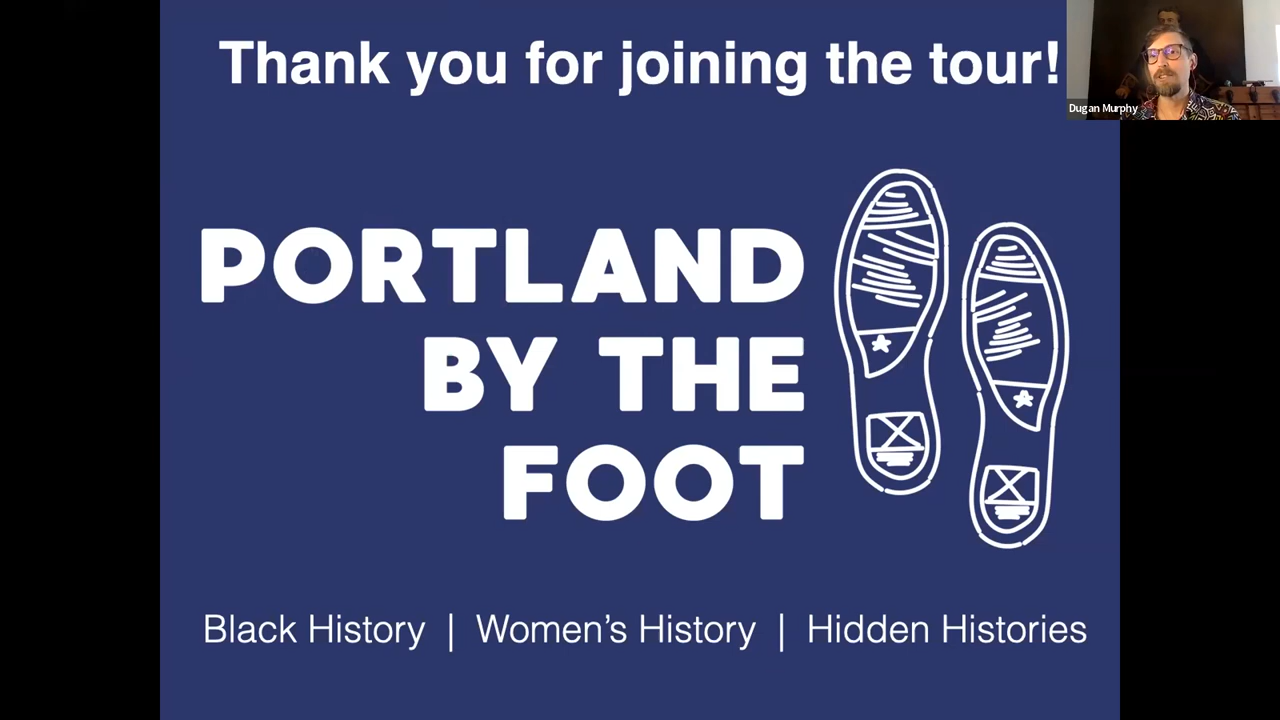 Thank you for joining the tour!
Dugan Murphy
PORTLAND
BY THE
FOOT
Black History | Women’s History | Hidden Histories